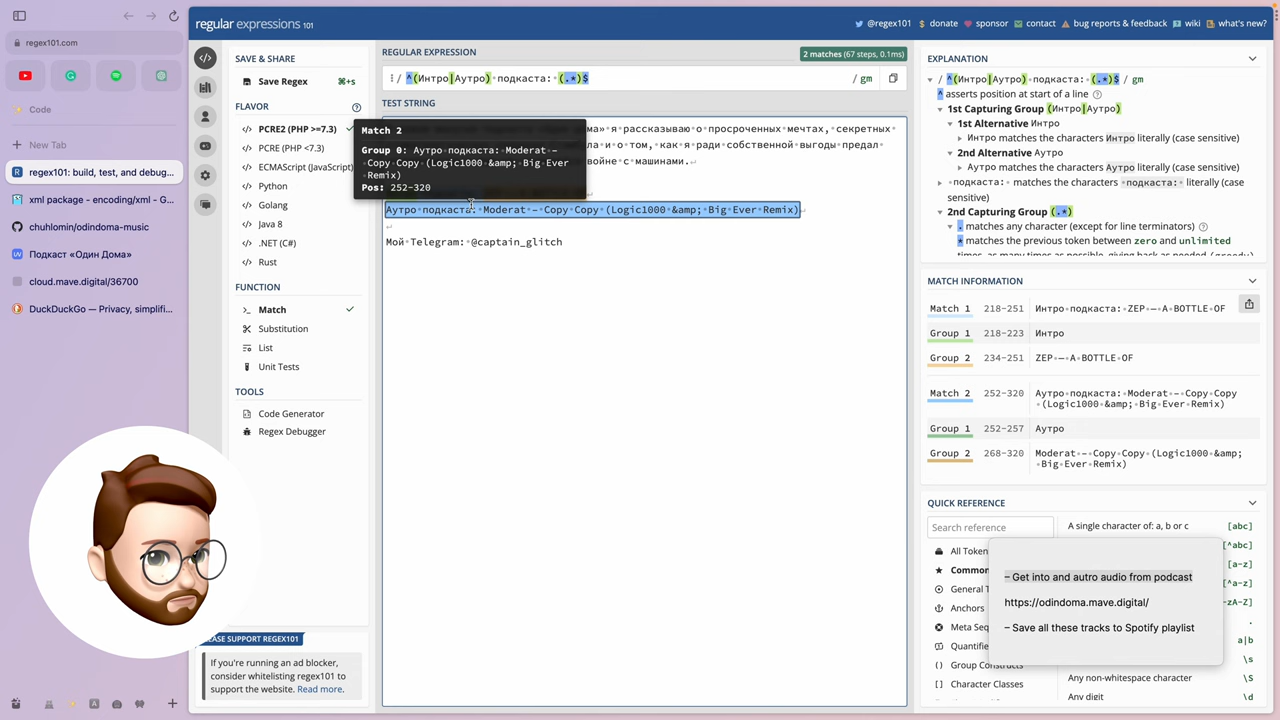 regex101.com
Code
New Tab
regex101: build, test, and debug...
xml package - encoding/xml - G...
chuhlomin/odindoma-music
Подкаст «Один Дома»
cloud.mave.digital/36700
DuckDuckGo — Privacy, simplifi...
regular expressions 101
@regex101
donate
sponsor
contact
bug reports & feedback
wiki
what's new?
SAVE & SHARE
Save Regex ⌘+s
FLAVOR
PCRE2 (PHP >=7.3)
PCRE (PHP <7.3)
ECMAScript (JavaScript)
Python
Golang
Java 8
.NET (C#)
Rust
FUNCTION
Match
Substitution
List
Unit Tests
TOOLS
Code Generator
Regex Debugger
EASE SUPPORT REGEX101
If you're running an ad blocker,
consider whitelisting regex101 to
support the website. Read more.
REGULAR EXPRESSION
2 matches (67 steps, 0.1ms)
/ ^(Интро|Аутро) подкаста: (.*)$ / gm
TEST STRING
дома» я рассказываю о просроченных мечтах, секретных
и о том, как я ради собственной выгоды предал
войне с машинами.
Match 2
Group 0: Аутро подкаста: Moderat –
Copy Copy (Logic1000 &amp; Big Ever
Remix)
Pos: 252-320
Аутро подкаста: Moderat – Copy Copy (Logic1000 &amp; Big Ever Remix)
Мой Telegram: @captain_glitch
EXPLANATION
/ ^(Интро|Аутро) подкаста: (.*)$ / gm
^ asserts position at start of a line
1st Capturing Group (Интро|Аутро)
1st Alternative Интро
Интро matches the characters Интро literally (case sensitive)
2nd Alternative Аутро
Аутро matches the characters Аутро literally (case sensitive)
подкаста: matches the characters подкаста: literally (case
sensitive)
2nd Capturing Group (.*)
. matches any character (except for line terminators)
* matches the previous token between zero and unlimited
times, as many times as possible, giving back as needed (greedy)
MATCH INFORMATION
Match 1 218-251 Интро подкаста: ZEP — A BOTTLE OF
Group 1 218-223 Интро
Group 2 234-251 ZEP — A BOTTLE OF
Match 2 252-320 Аутро подкаста: Moderat – Copy Copy
(Logic1000 &amp; Big Ever Remix)
Group 1 252-257 Аутро
Group 2 268-320 Moderat – Copy Copy (Logic1000 &amp;
Big Ever Remix)
QUICK REFERENCE
Search reference
All Token
Common
General T
Anchors
Meta Seq
Quantifie
Group Constructs
Character Classes
A single character of: a, b or c [abc]
[^abc]
[a-z]
[^a-z]
-zA-Z]
.
a|b
\s
Any non-whitespace character \S
Any digit \d
– Get into and autro audio from podcast
https://odindoma.mave.digital/
– Save all these tracks to Spotify playlist